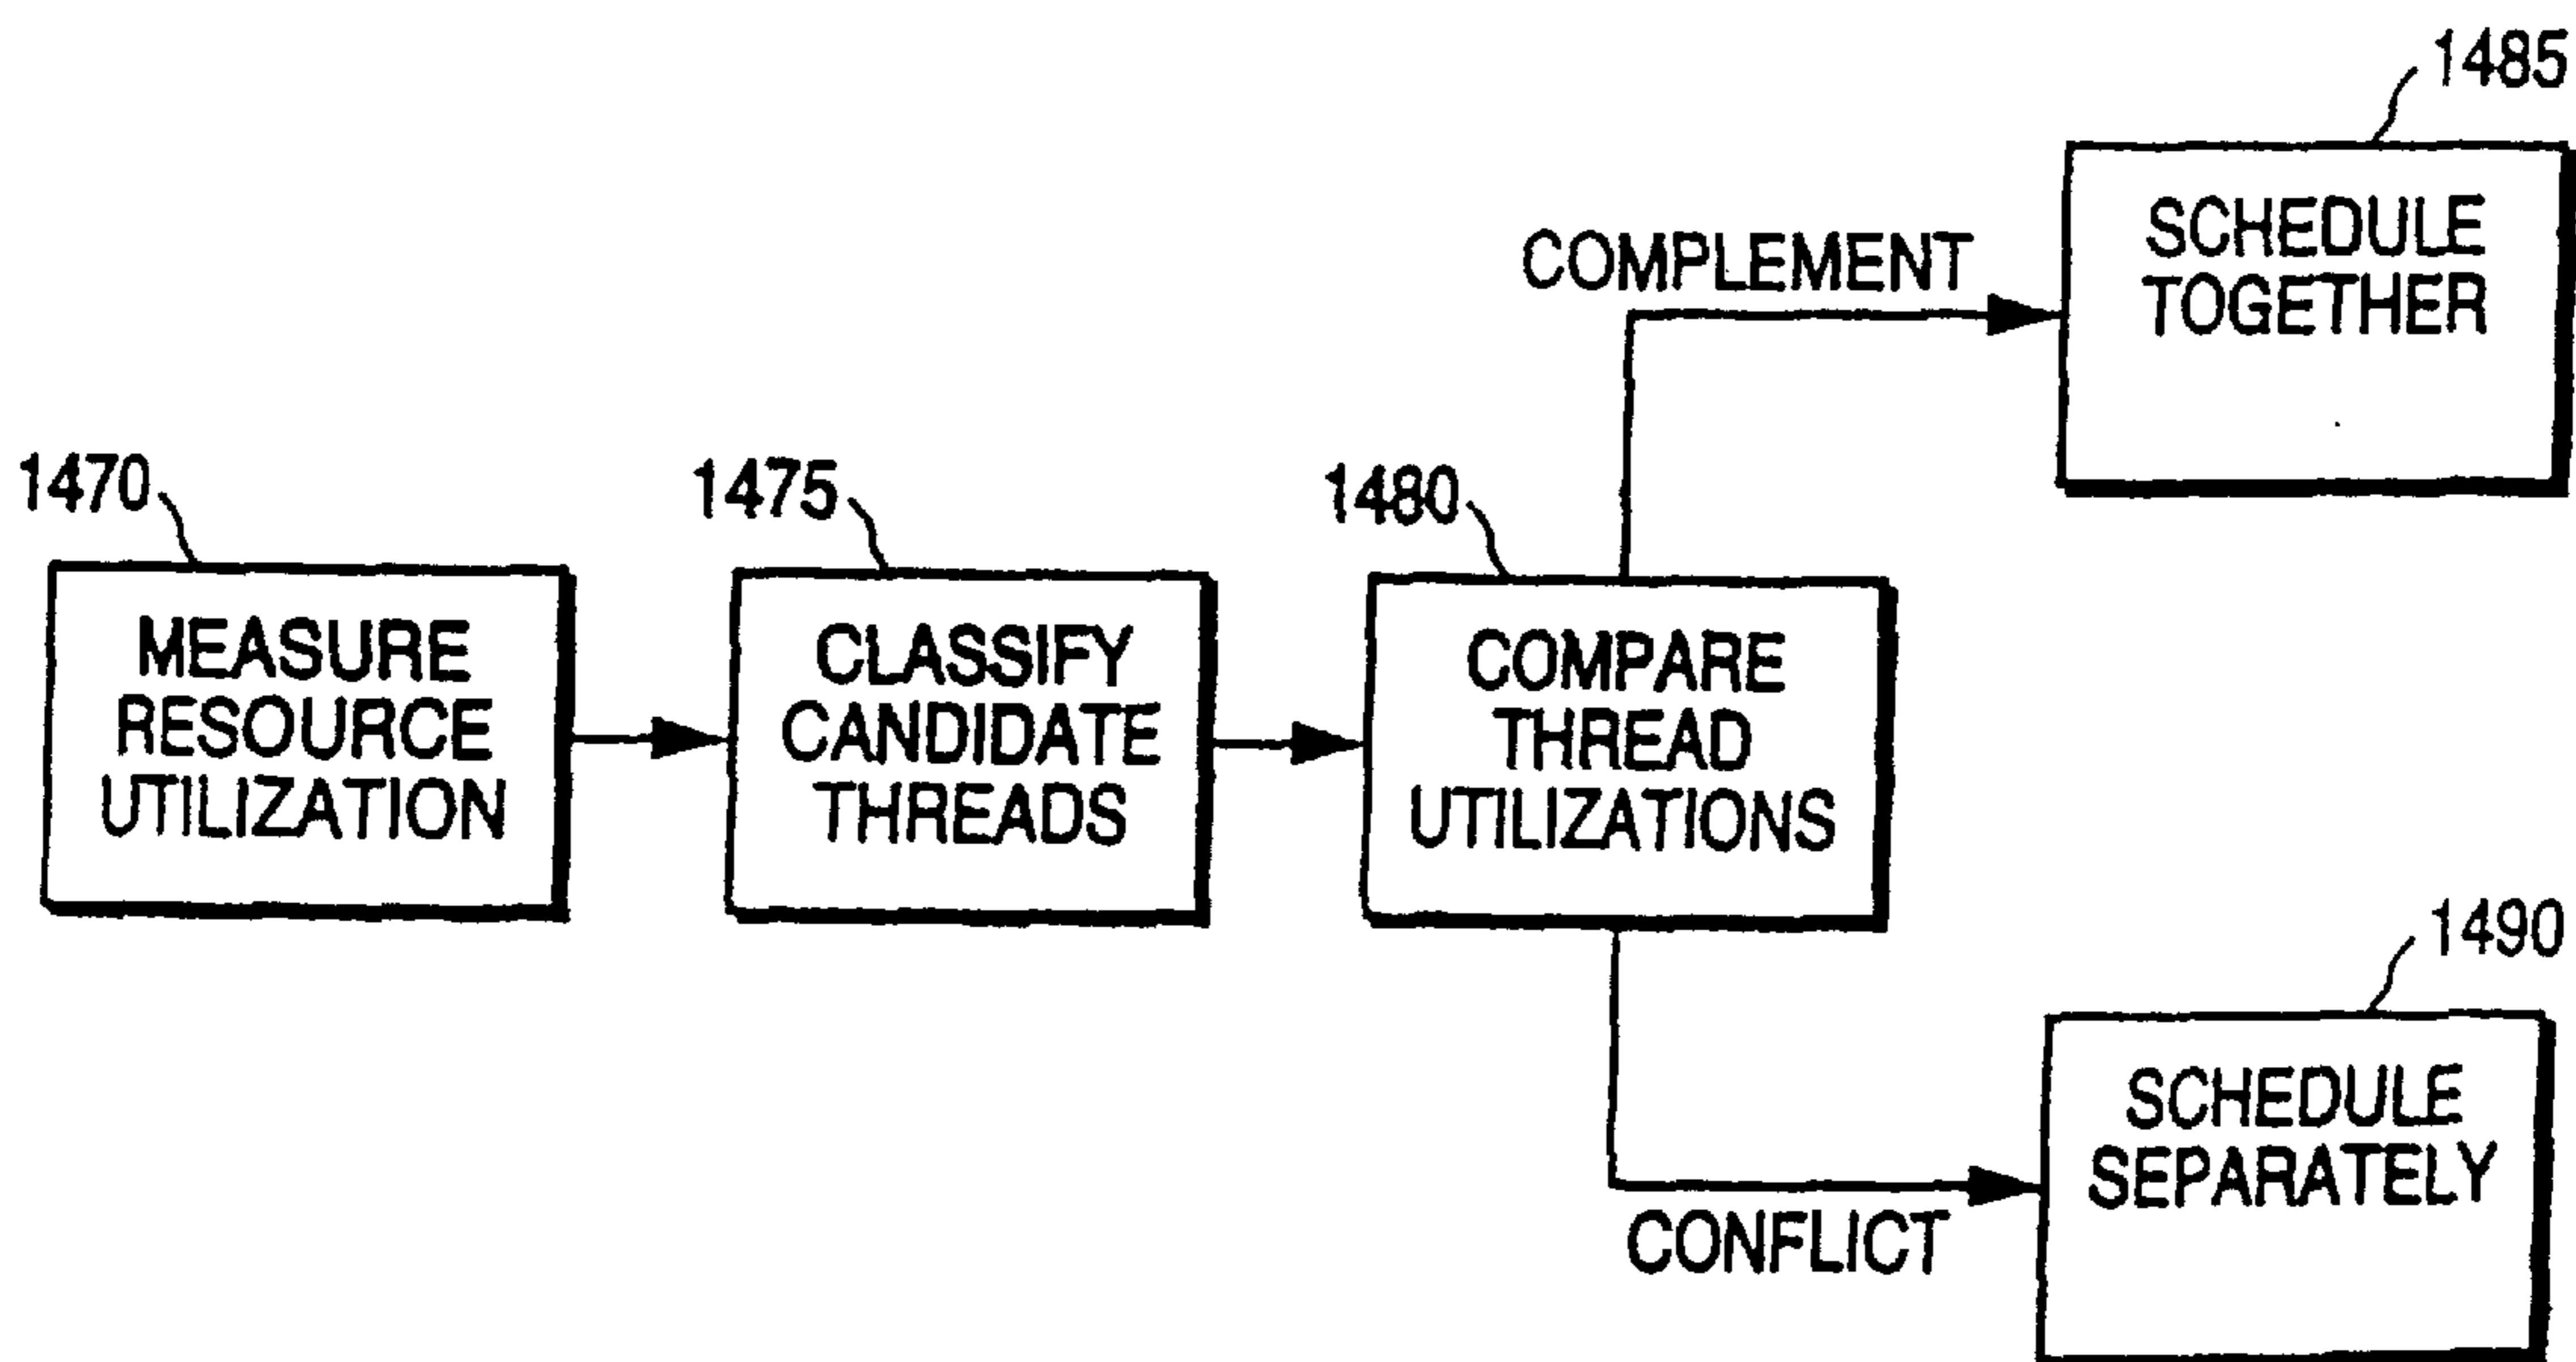 1485
SCHEDULE
TOGETHER
COMPLEMENT
1470
MEASURE
RESOURCE
UTILIZATION
1475
CLASSIFY
CANDIDATE
THREADS
1480
COMPARE
THREAD
UTILIZATIONS
1490
SCHEDULE
SEPARATELY
CONFLICT